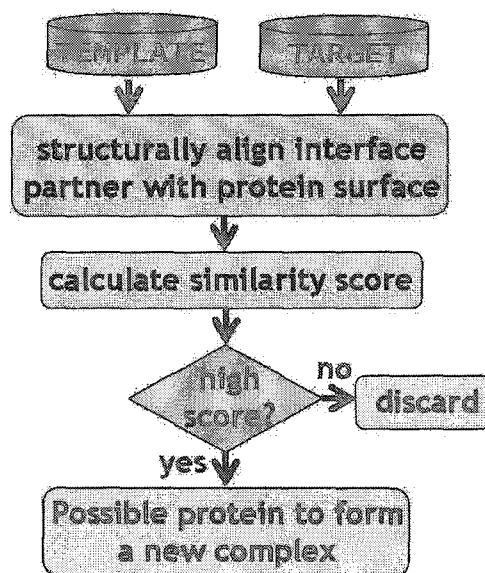 TEMPLATE
TARGET
structurally align interface
partner with protein surface
calculate similarity score
high
score?
no
discard
yes
Possible protein to form
a new complex